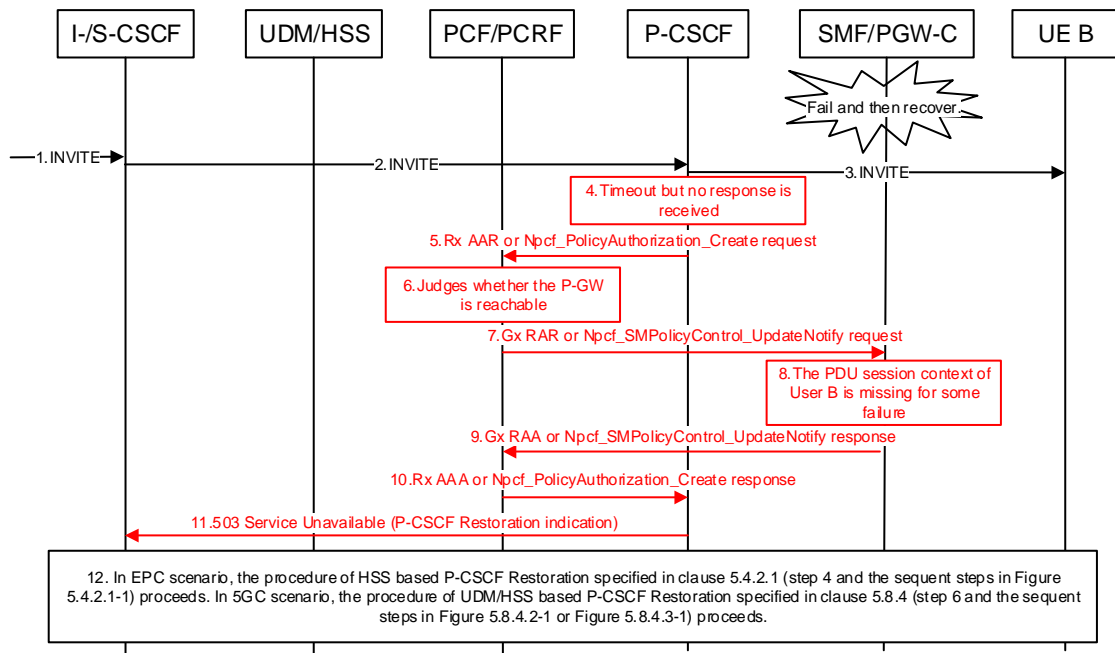 I-/S-CSCF
UDM/HSS
PCF/PCRF
P-CSCF
SMF/PGW-C
UE B
Fail and then recover.
1. INVITE
2. INVITE
3. INVITE
4. Timeout but no response is
received
5. Rx AAR or Npcf_PolicyAuthorization_Create request
6. Judges whether the P-GW
is reachable
7. Gx RAR or Npcf_SMPolicyControl_UpdateNotify request
8. The PDU session context of
User B is missing for some
failure
9. Gx RAA or Npcf_SMPolicyControl_UpdateNotify response
10. Rx AAA or Npcf_PolicyAuthorization_Create response
11. 503 Service Unavailable (P-CSCF Restoration indication)
12. In EPC scenario, the procedure of HSS based P-CSCF Restoration specified in clause 5.4.2.1 (step 4 and the sequent steps in Figure
5.4.2.1-1) proceeds. In 5GC scenario, the procedure of UDM/HSS based P-CSCF Restoration specified in clause 5.8.4 (step 6 and the sequent
steps in Figure 5.8.4.2-1 or Figure 5.8.4.3-1) proceeds.